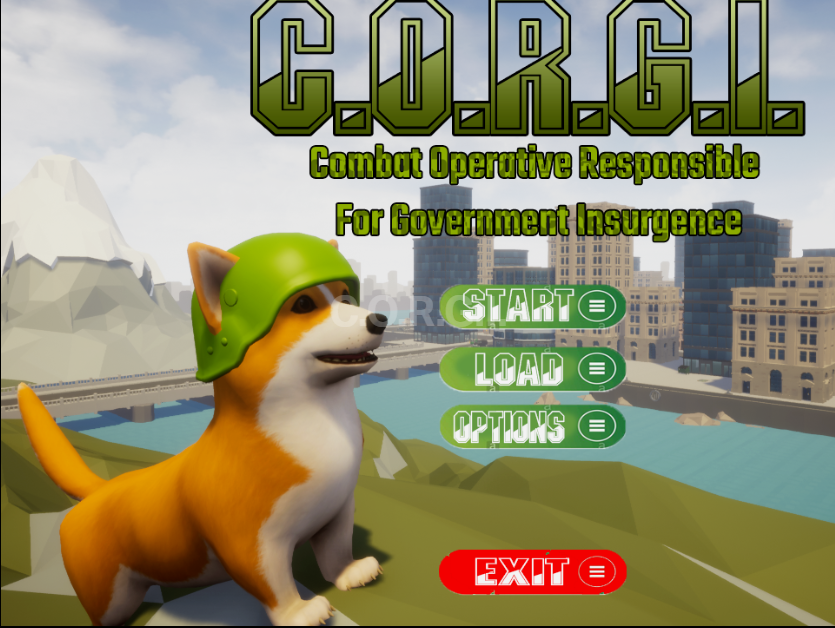 C.O.R.G.I.
Combat Operative Responsible
For Government Insurgence
C.O.R.G.I.
START
LOAD
OPTIONS
EXIT